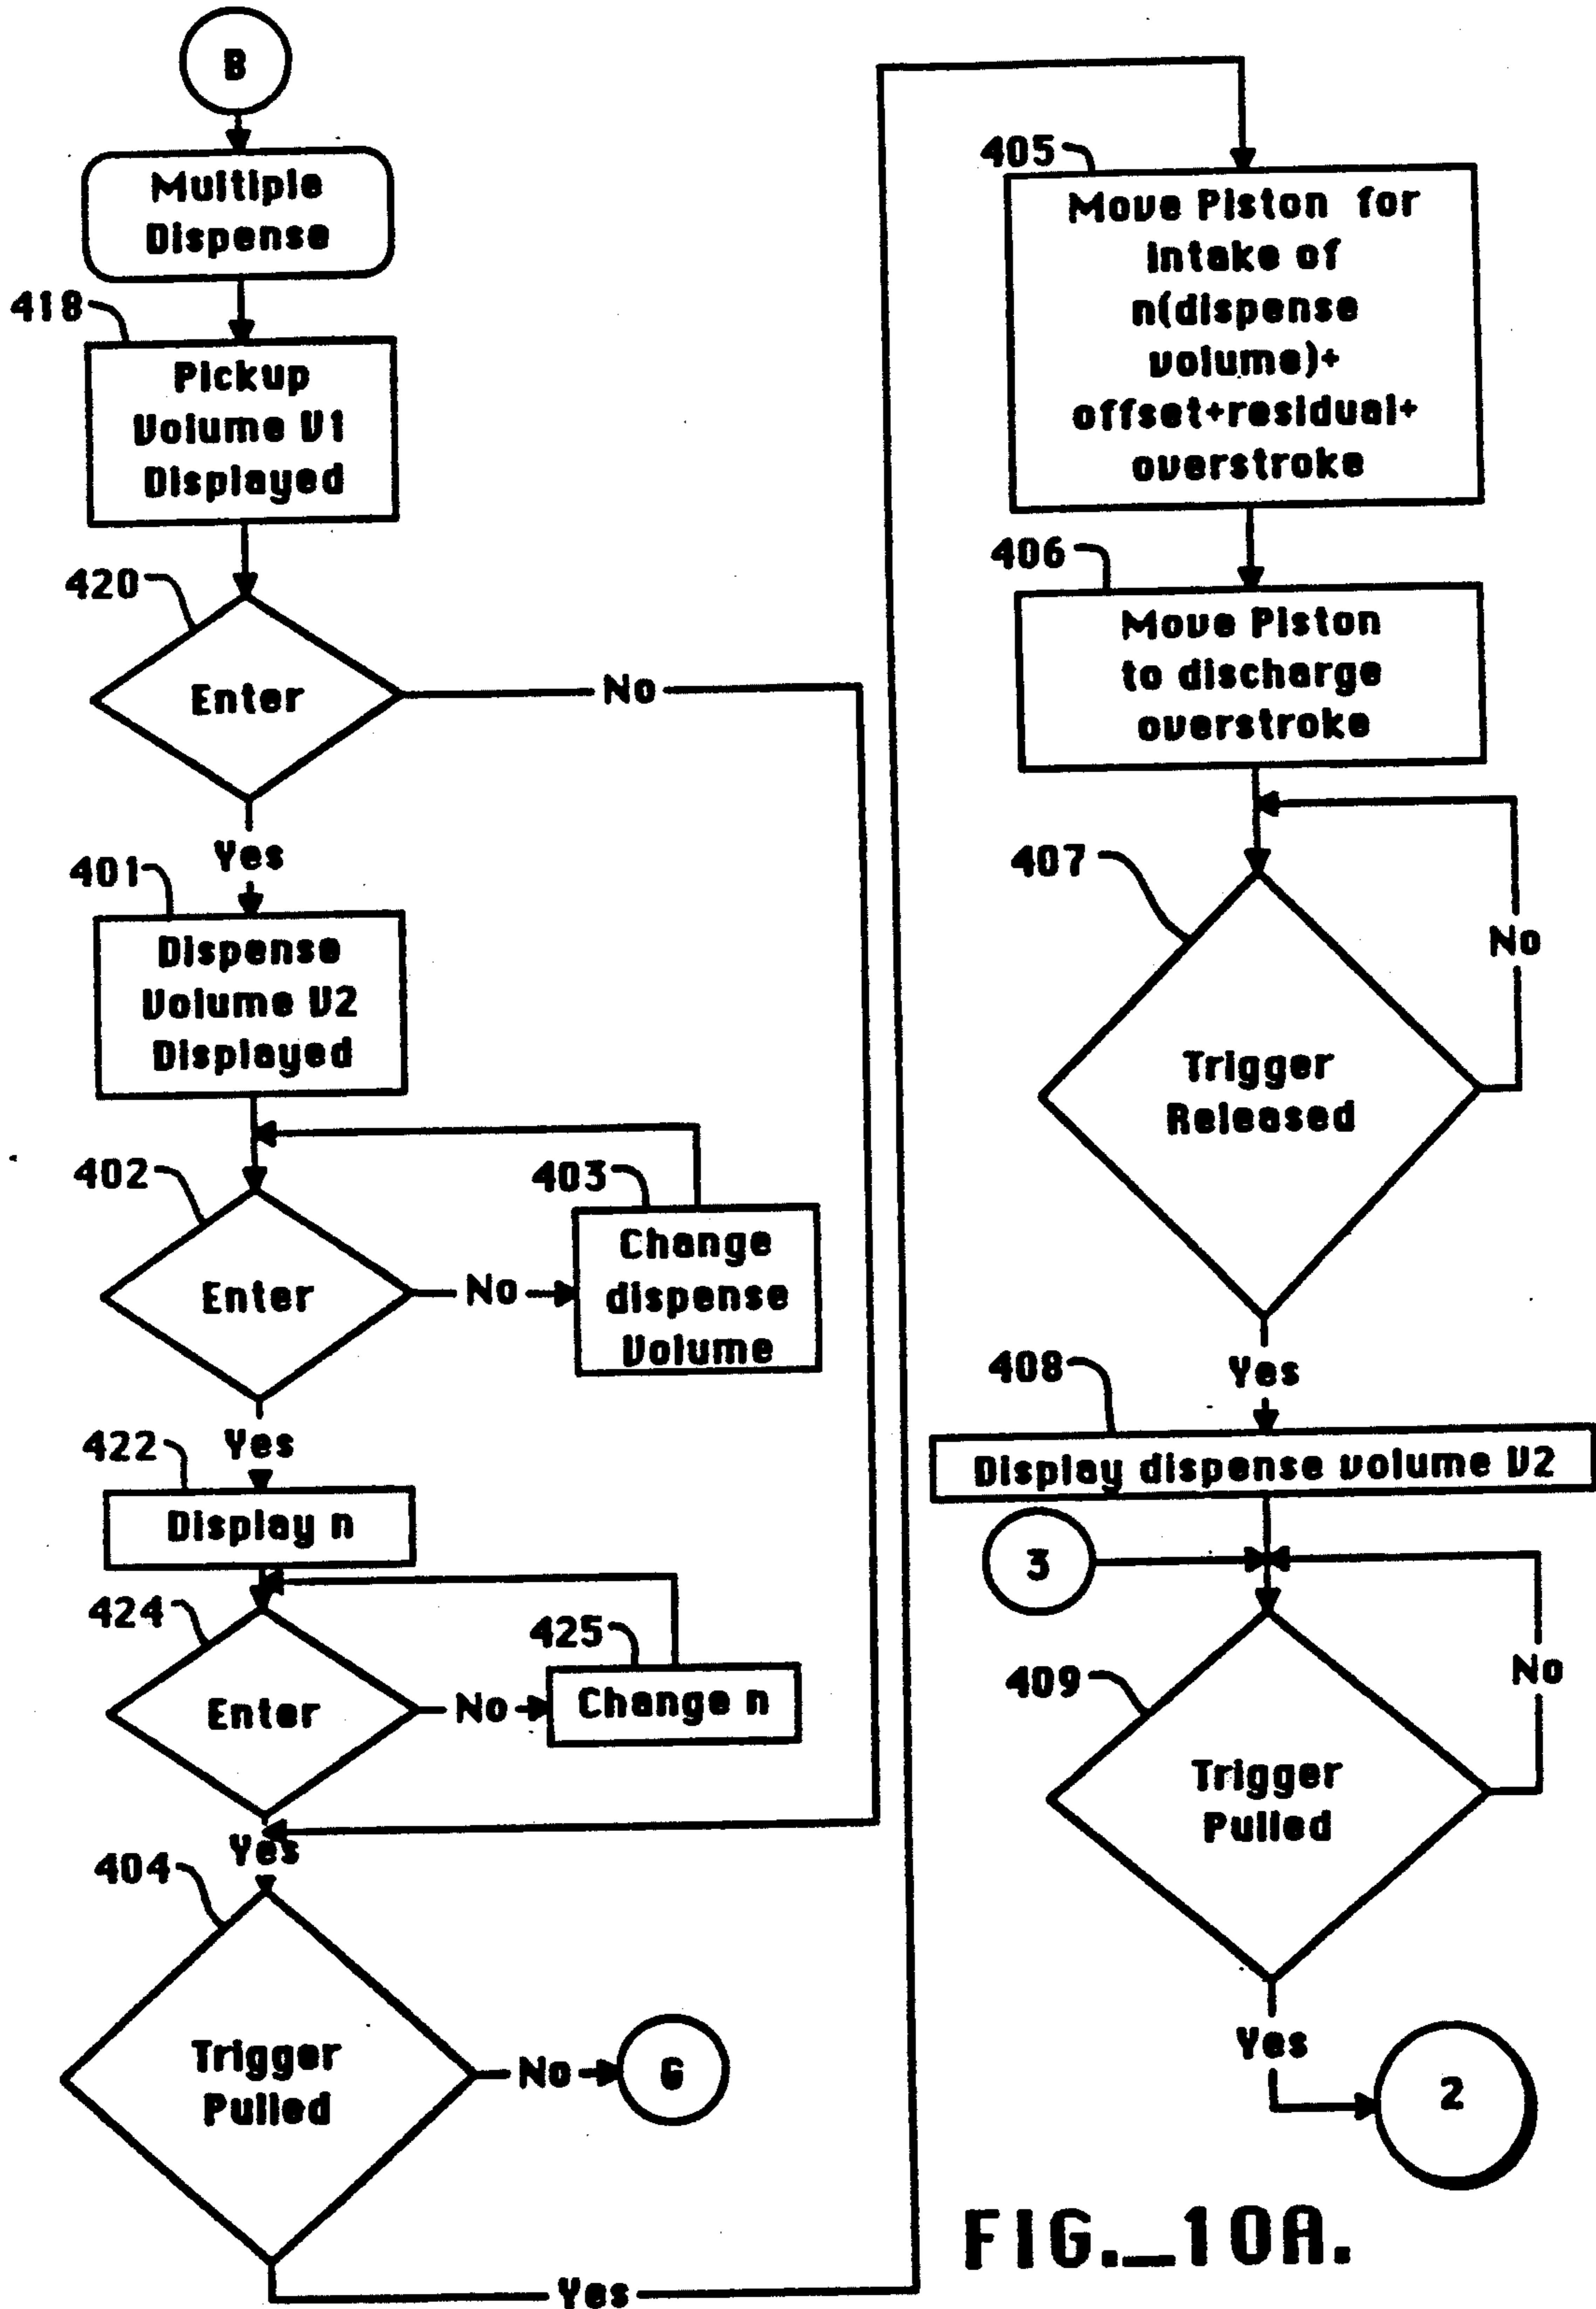 B
Multiple
Dispense
418
Pickup
Volume V1
Displayed
420
Enter
No
Yes
401
Dispense
Volume V2
Displayed
402
Enter
No
403
Change
dispense
Volume
Yes
422
Display n
424
Enter
No
425
Change n
Yes
404
Trigger
Pulled
No
G
Yes
405
Move Piston for
intake of
n(dispense
volume)+
offset+residual+
overstroke
406
Move Piston
to discharge
overstroke
407
No
Trigger
Released
Yes
408
Display dispense volume V2
3
409
No
Trigger
Pulled
Yes
2
FIG._10A.